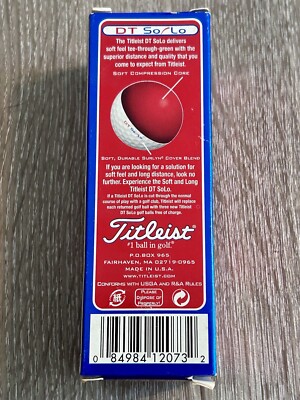 DT So/Lo
The Titleist DT SoLo delivers
soft feel tee-through-green with the
superior distance and quality that you
come to expect from Titleist.
Soft Compression Core
Soft, Durable Surlyn® Cover Blend
If you are looking for a solution for
soft feel and long distance, look no
further. Experience the Soft and Long
Titleist DT SoLo.
If a Titleist DT SoLo is cut through the normal
course of play with a golf club, Titleist will replace
each returned golf ball with three new Titleist
DT SoLo golf balls free of charge.
Titleist®
#1 ball in golf.®
P.O.BOX 965
FAIRHAVEN, MA 02719-0965
MADE IN U.S.A.
WWW.TITLEIST.COM
Conforms with USGA and R&A Rules
Please
Dispose of
Properly
0 84984 12073 2